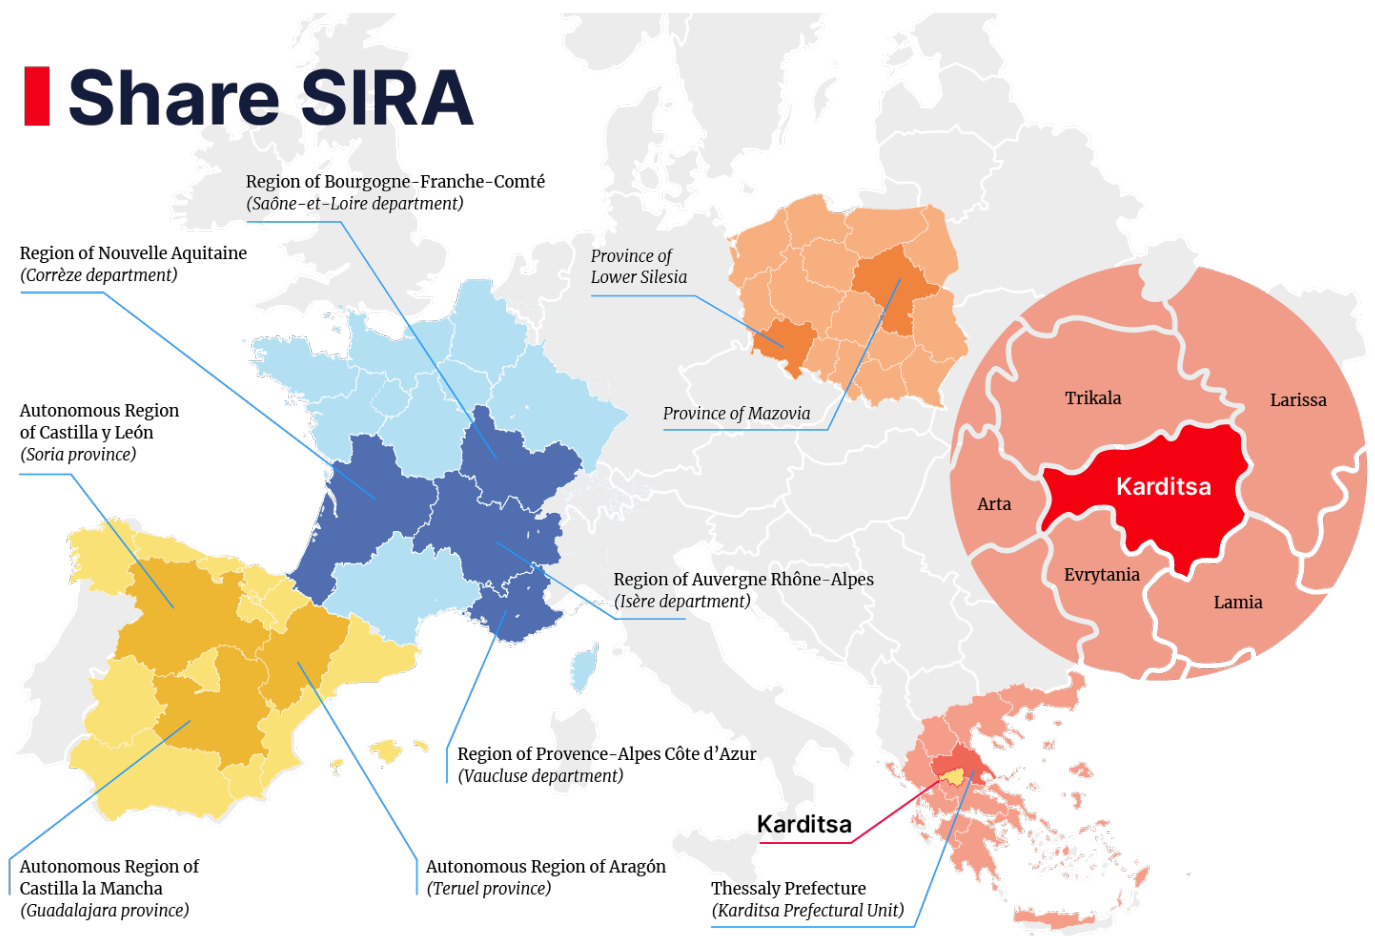 Share SIRA
Region of Bourgogne-Franche-Comté
(Saône-et-Loire department)
Region of Nouvelle Aquitaine
(Corrèze department)
Province of
Lower Silesia
Autonomous Region
of Castilla y León
(Soria province)
Province of Mazovia
Trikala
Larissa
Karditsa
Arta
Evrytania
Lamia
Region of Auvergne Rhône-Alpes
(Isère department)
Region of Provence-Alpes Côte d’Azur
(Vaucluse department)
Karditsa
Autonomous Region of
Castilla la Mancha
(Guadalajara province)
Autonomous Region of Aragón
(Teruel province)
Thessaly Prefecture
(Karditsa Prefectural Unit)